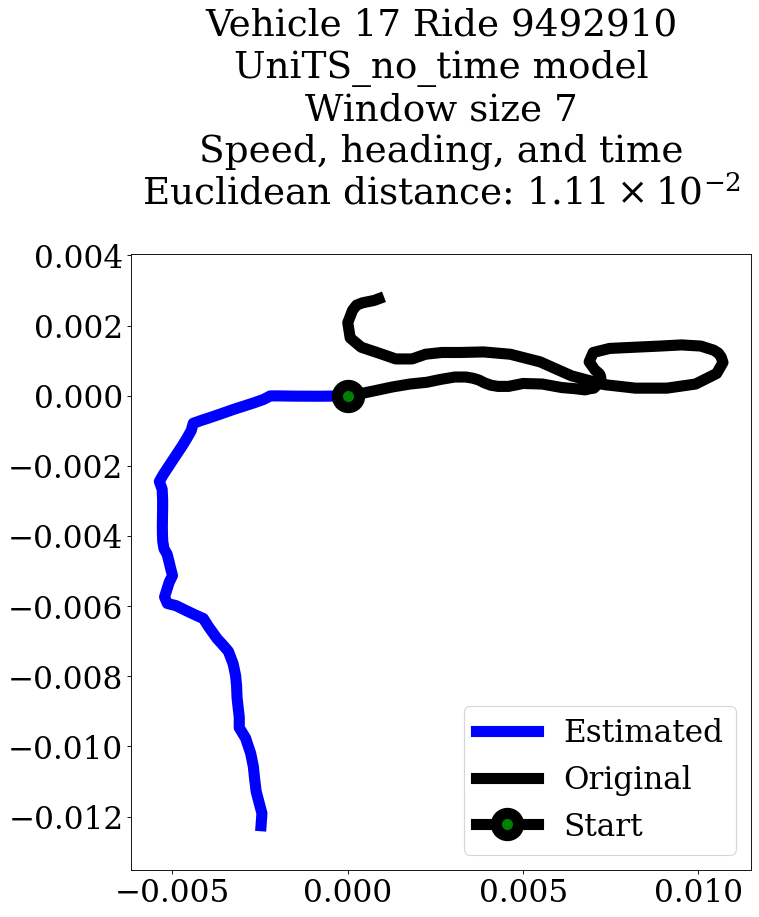 Vehicle 17 Ride 9492910
UniTS_no_time model
Window size 7
Speed, heading, and time
Euclidean distance: 1.11 × 10⁻²
0.004
0.002
0.000
−0.002
−0.004
−0.006
−0.008
−0.010
−0.012
−0.005
0.000
0.005
0.010
Estimated
Original
Start